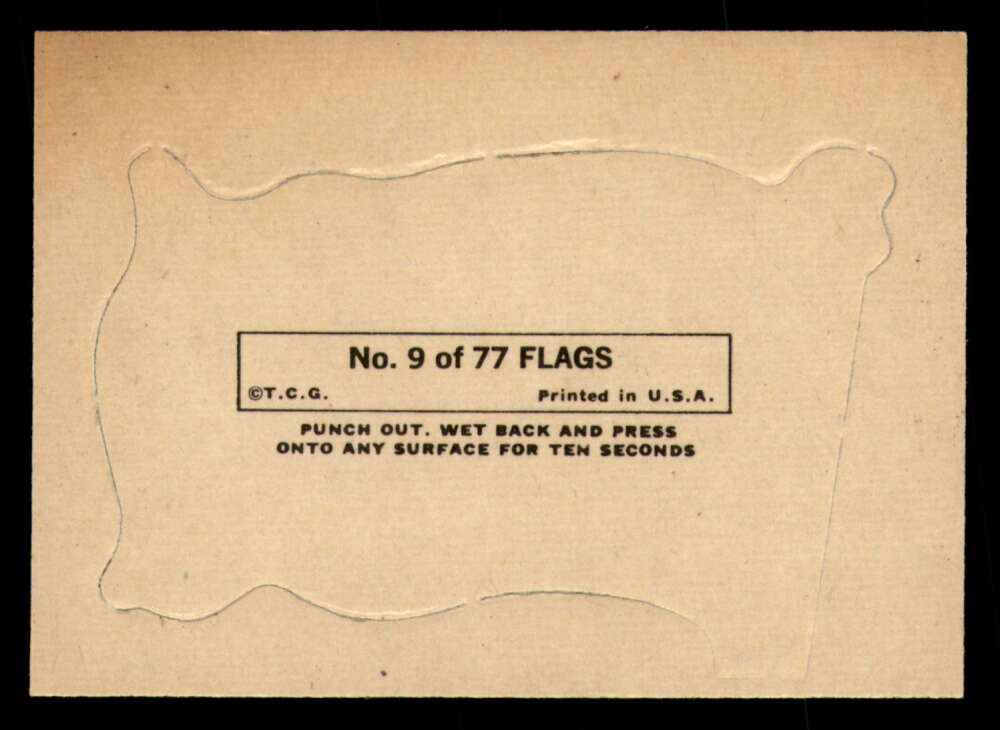 No. 9 of 77 FLAGS
©T.C.G. Printed in U.S.A.
PUNCH OUT. WET BACK AND PRESS
ONTO ANY SURFACE FOR TEN SECONDS